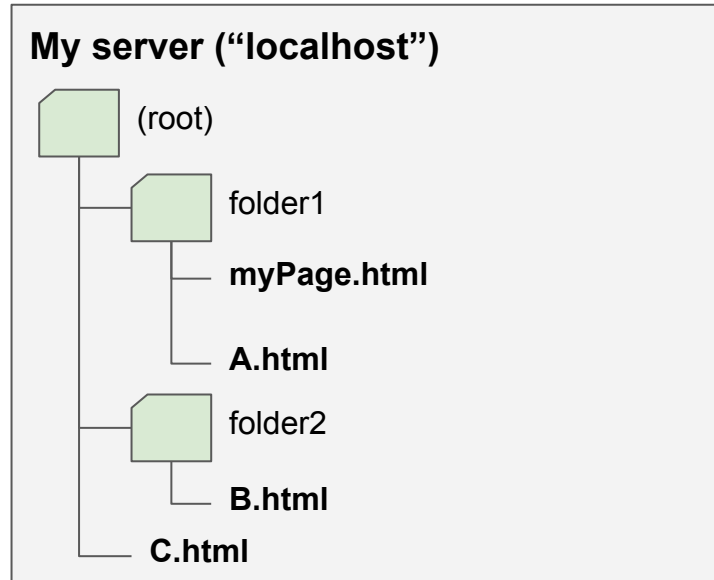 My server (“localhost”)
(root)
folder1
myPage.html
A.html
folder2
B.html
C.html